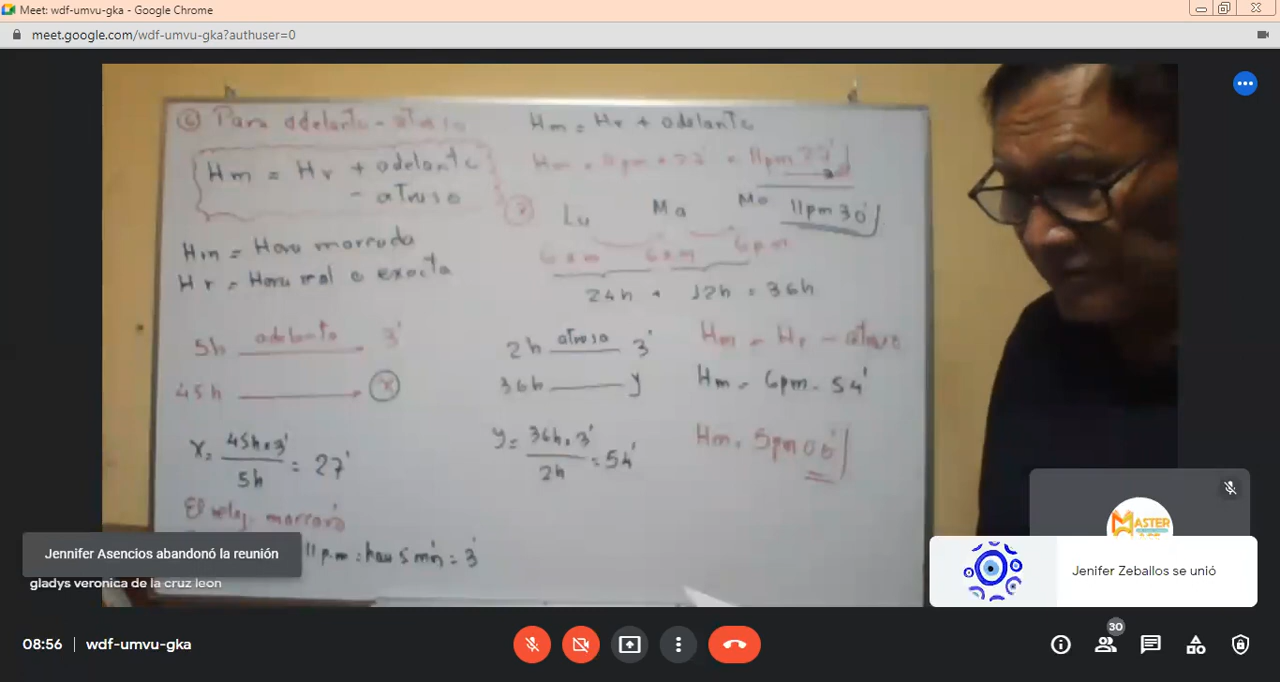 Meet: wdf-umvu-gka - Google Chrome
meet.google.com/wdf-umvu-gka?authuser=0
6 Para adelanto - atraso
Hm = Hr + adelanto
- atraso
Hm = Hora marcada
Hr = Hora real o exacta
5h adelanto 3'
45h x
x = 45h × 3' = 27'
5h
El reloj marcará
11 p.m = 3'
Hm = Hr + adelanto
Hm = 11pm + 27' = 11pm 27'
3
11pm 30'
7
Lu Ma
6am 6am 6pm
24h + 12h = 36h
2h atraso 3'
36h y
y = 36h × 3' = 54'
2h
Hm = Hr - atraso
Hm = 6pm - 54'
Hm = 5pm 06'
MASTER
Jennifer Asencios abandonó la reunión
gladys veronica de la cruz leon
Jenifer Zeballos se unió
08:56 | wdf-umvu-gka
30